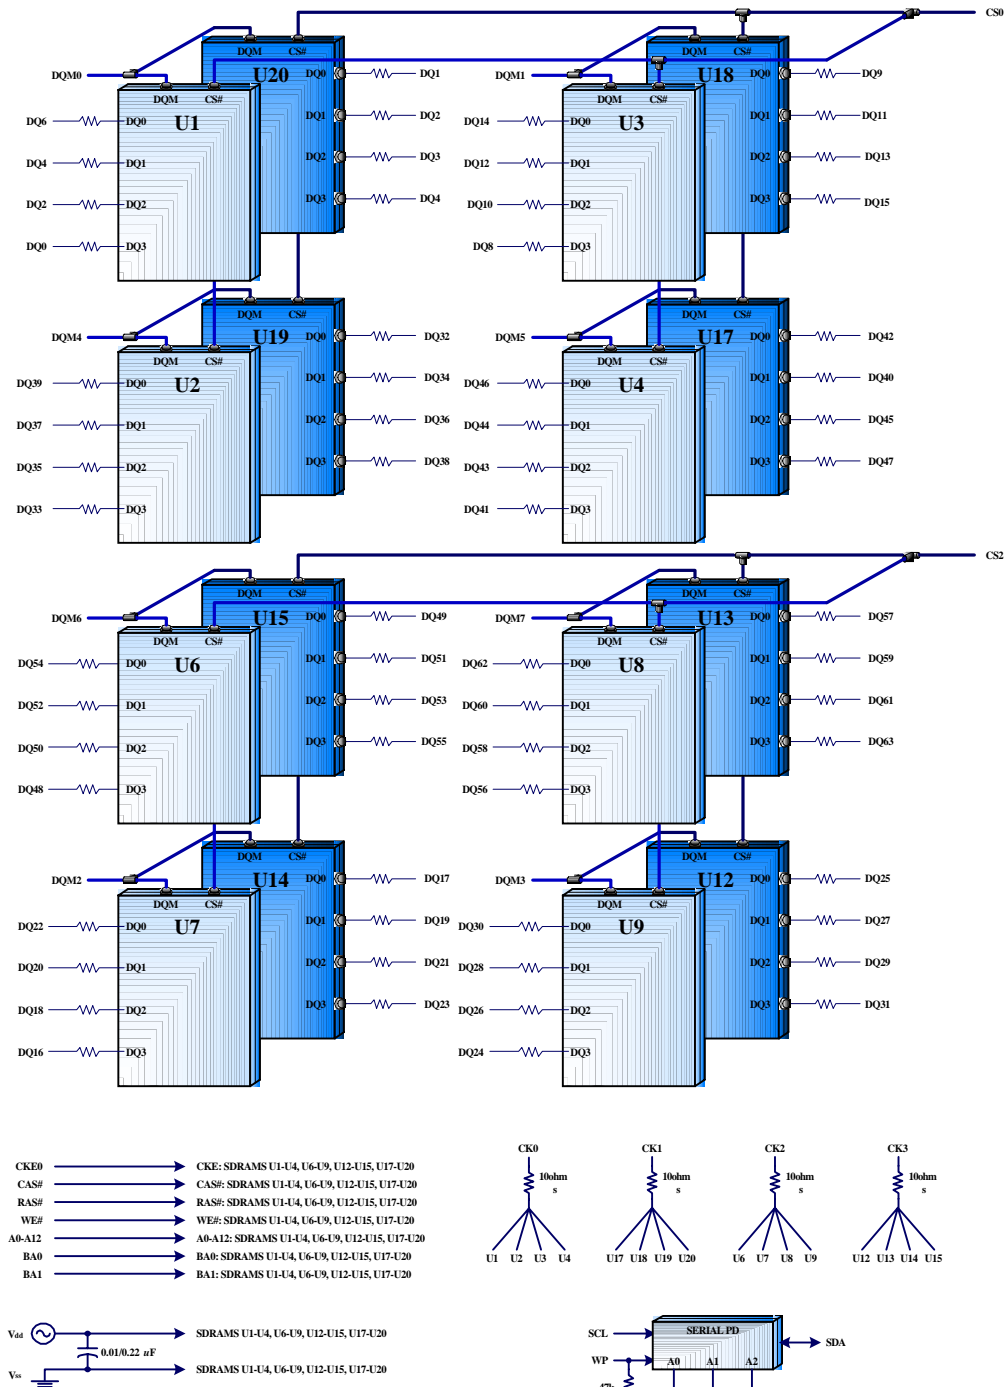 CS0
DQM CS# DQM CS#
DQM0 U20 DQ0 DQ1 DQM1 U18 DQ0 DQ9
DQM CS# DQM CS#
DQ6 DQ0 U1 DQ1 DQ2 DQ14 DQ0 U3 DQ1 DQ11
DQ4 DQ1 DQ2 DQ3 DQ12 DQ1 DQ2 DQ13
DQ2 DQ2 DQ3 DQ4 DQ10 DQ2 DQ3 DQ15
DQ0 DQ3 DQ8 DQ3
DQM CS# DQM CS#
DQM4 U19 DQ0 DQ32 DQM5 U17 DQ0 DQ42
DQM CS# DQM CS#
DQ39 DQ0 U2 DQ1 DQ34 DQ46 DQ0 U4 DQ1 DQ40
DQ37 DQ1 DQ2 DQ36 DQ44 DQ1 DQ2 DQ45
DQ35 DQ2 DQ3 DQ38 DQ43 DQ2 DQ3 DQ47
DQ33 DQ3 DQ41 DQ3
CS2
DQM CS# DQM CS#
DQM6 U15 DQ0 DQ49 DQM7 U13 DQ0 DQ57
DQM CS# DQM CS#
DQ54 DQ0 U6 DQ1 DQ51 DQ62 DQ0 U8 DQ1 DQ59
DQ52 DQ1 DQ2 DQ53 DQ60 DQ1 DQ2 DQ61
DQ50 DQ2 DQ3 DQ55 DQ58 DQ2 DQ3 DQ63
DQ48 DQ3 DQ56 DQ3
DQM CS# DQM CS#
DQM2 U14 DQ0 DQ17 DQM3 U12 DQ0 DQ25
DQM CS# DQM CS#
DQ22 DQ0 U7 DQ1 DQ19 DQ30 DQ0 U9 DQ1 DQ27
DQ20 DQ1 DQ2 DQ21 DQ28 DQ1 DQ2 DQ29
DQ18 DQ2 DQ3 DQ23 DQ26 DQ2 DQ3 DQ31
DQ16 DQ3 DQ24 DQ3
CKE0 CKE: SDRAMS U1-U4, U6-U9, U12-U15, U17-U20
CAS# CAS#: SDRAMS U1-U4, U6-U9, U12-U15, U17-U20
RAS# RAS#: SDRAMS U1-U4, U6-U9, U12-U15, U17-U20
WE# WE#: SDRAMS U1-U4, U6-U9, U12-U15, U17-U20
A0-A12 A0-A12: SDRAMS U1-U4, U6-U9, U12-U15, U17-U20
BA0 BA0: SDRAMS U1-U4, U6-U9, U12-U15, U17-U20
BA1 BA1: SDRAMS U1-U4, U6-U9, U12-U15, U17-U20
CK0 CK1 CK2 CK3
10ohm 10ohm 10ohm 10ohm
s s s s
U1 U2 U3 U4 U17 U18 U19 U20 U6 U7 U8 U9 U12 U13 U14 U15
Vdd SDRAMS U1-U4, U6-U9, U12-U15, U17-U20
0.01/0.22 uF
Vss SDRAMS U1-U4, U6-U9, U12-U15, U17-U20
SERIAL PD
SCL SDA
WP A0 A1 A2
47k